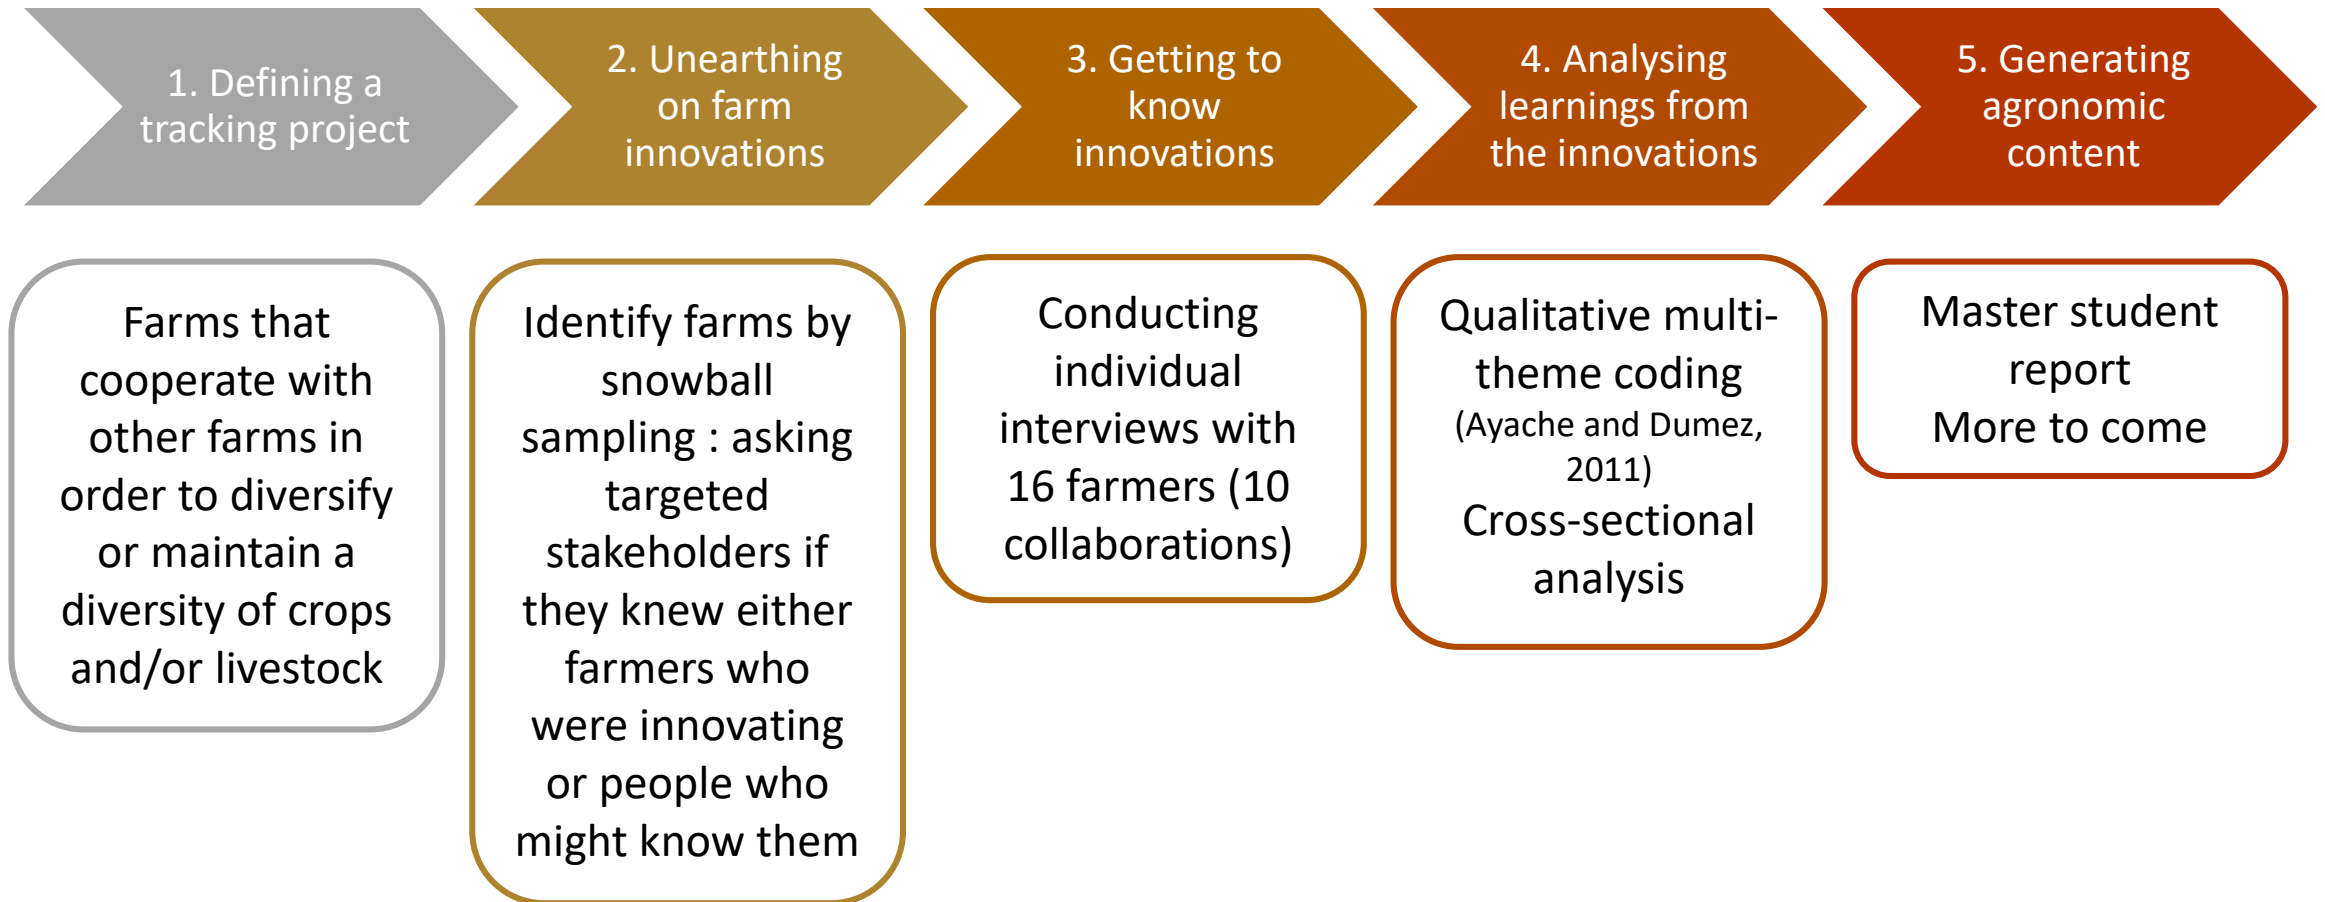 1. Defining a
tracking project
2. Unearthing
on farm
innovations
3. Getting to
know
innovations
4. Analysing
learnings from
the innovations
5. Generating
agronomic
content
Farms that
cooperate with
other farms in
order to diversify
or maintain a
diversity of crops
and/or livestock
Identify farms by
snowball
sampling : asking
targeted
stakeholders if
they knew either
farmers who
were innovating
or people who
might know them
Conducting
individual
interviews with
16 farmers (10
collaborations)
Qualitative multi-
theme coding
(Ayache and Dumez,
2011)
Cross-sectional
analysis
Master student
report
More to come